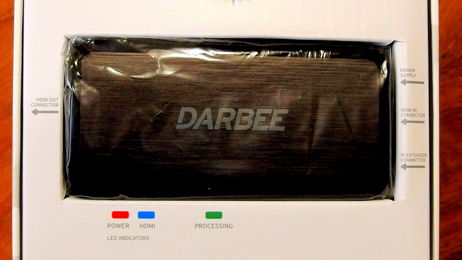 HDMI OUT
CONNECTOR
DARBEE
POWER
SUPPLY
HDMI IN
CONNECTOR
IR EXTENDER
CONNECTOR
POWER HDMI PROCESSING
LED INDICATORS